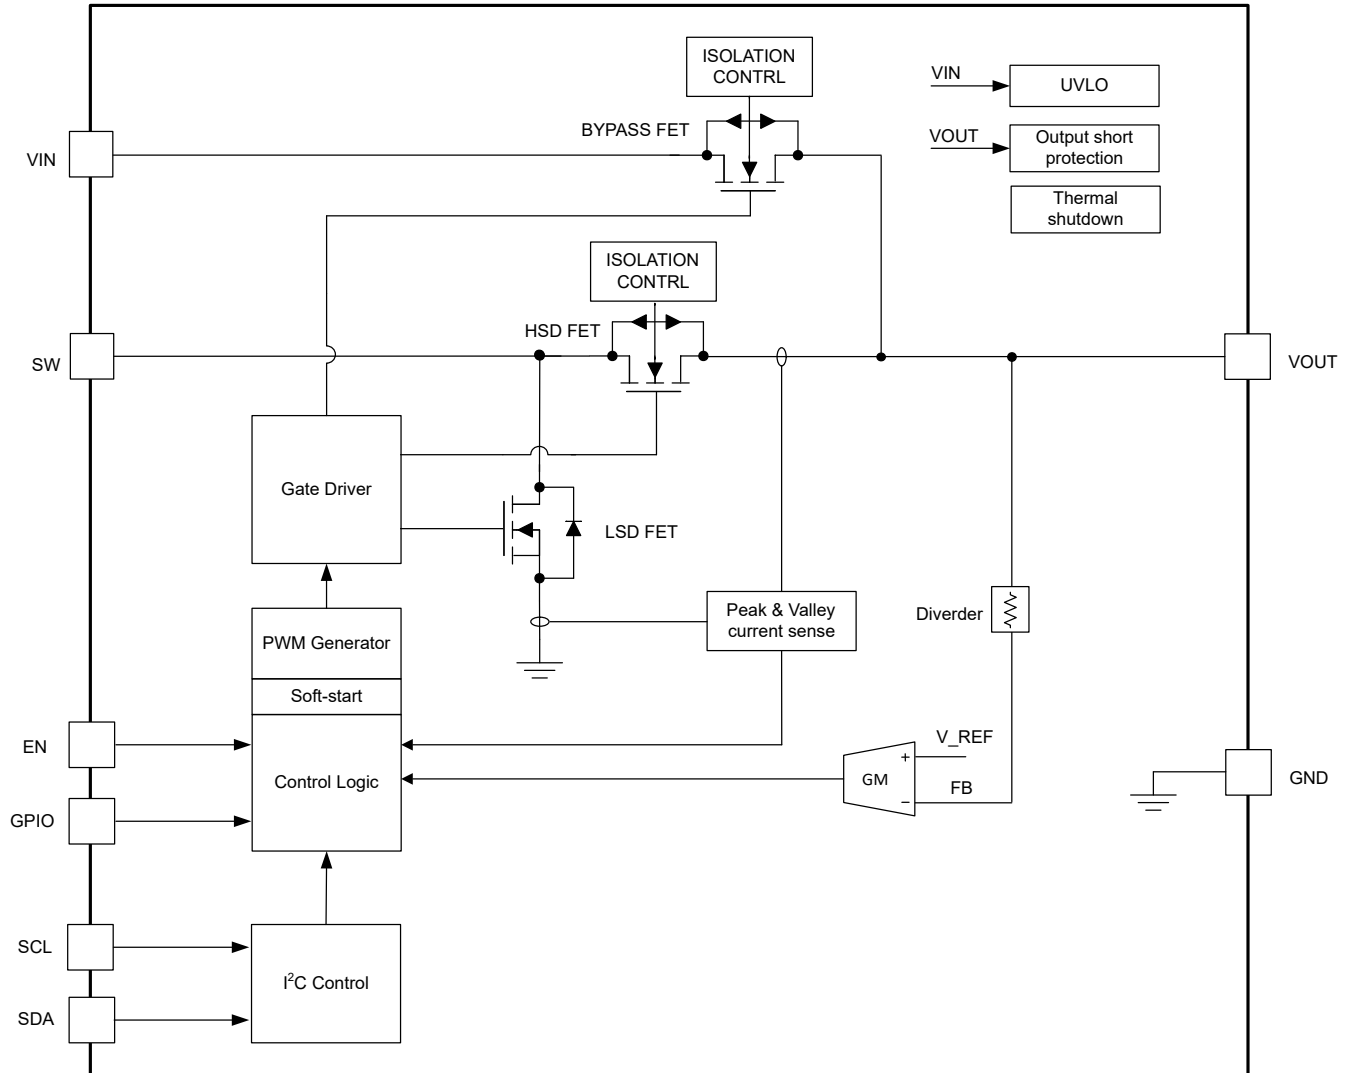 ISOLATION
CONTRL
VIN
UVLO
BYPASS FET
VOUT
Output short
protection
VIN
Thermal
shutdown
ISOLATION
CONTRL
HSD FET
SW
VOUT
Gate Driver
LSD FET
Peak & Valley
current sense
Diverder
PWM Generator
Soft-start
EN
V_REF
+
Control Logic
GM
FB
−
GND
GPIO
SCL
I²C Control
SDA